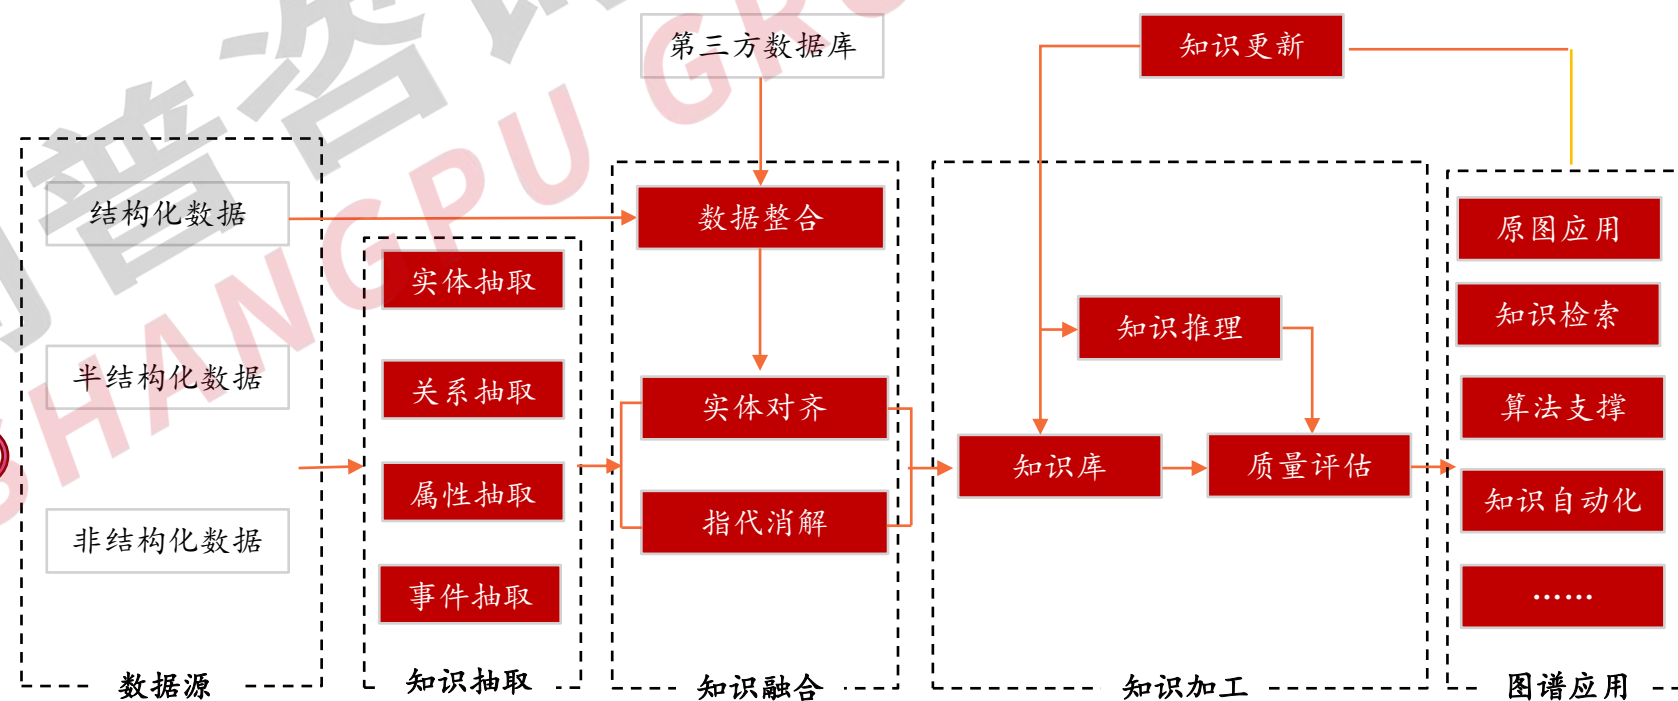 第三方数据库
知识更新
结构化数据
半结构化数据
非结构化数据
数据源
实体抽取
关系抽取
属性抽取
事件抽取
知识抽取
数据整合
实体对齐
指代消解
知识融合
知识推理
知识库
质量评估
知识加工
原图应用
知识检索
算法支撑
知识自动化
……
图谱应用
普咨
SHANGPU GRO